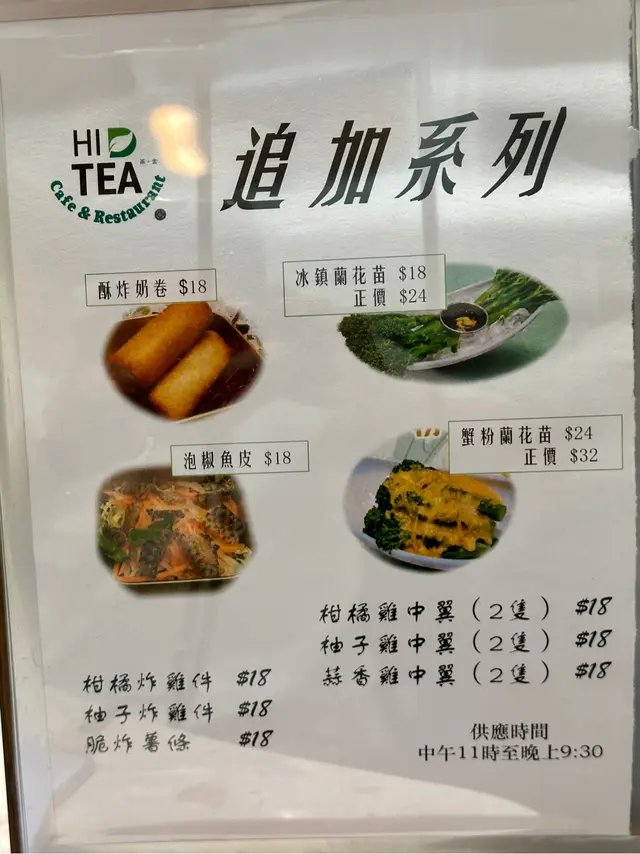 HI
TEA
Cafe & Restaurant
追加系列
酥炸奶卷 $18
冰鎮蘭花苗 $18
正價 $24
泡椒魚皮 $18
蟹粉蘭花苗 $24
正價 $32
柑橘雞中翼（2隻） $18
柚子雞中翼（2隻） $18
蒜香雞中翼（2隻） $18
柑橘炸雞件 $18
柚子炸雞件 $18
脆炸薯條 $18
供應時間
中午11時至晚上9:30